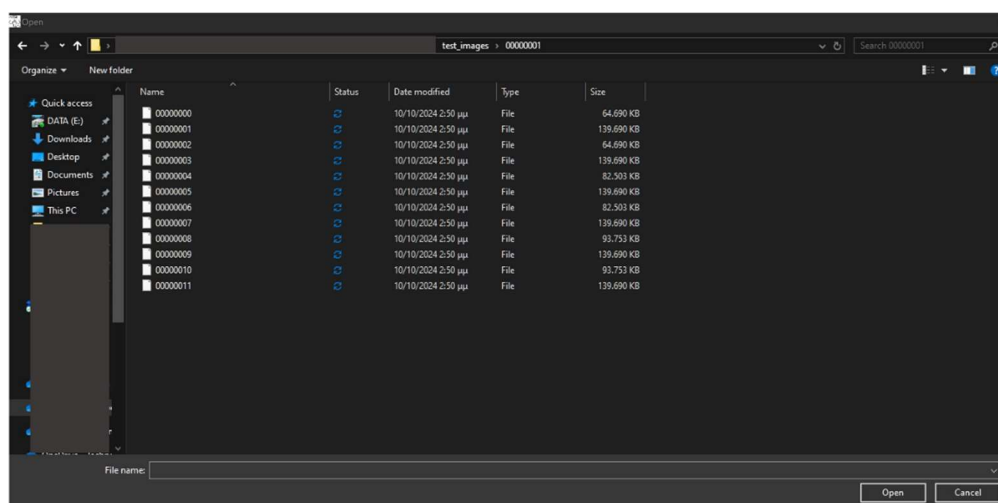 Open
test_images › 00000001
Search 00000001
Organize
New folder
Name Status Date modified Type Size
Quick access
DATA (E:)
Downloads
Desktop
Documents
Pictures
This PC
00000000 10/10/2024 2:50 μμ File 64.690 KB
00000001 10/10/2024 2:50 μμ File 139.690 KB
00000002 10/10/2024 2:50 μμ File 64.690 KB
00000003 10/10/2024 2:50 μμ File 139.690 KB
00000004 10/10/2024 2:50 μμ File 82.503 KB
00000005 10/10/2024 2:50 μμ File 139.690 KB
00000006 10/10/2024 2:50 μμ File 82.503 KB
00000007 10/10/2024 2:50 μμ File 139.690 KB
00000008 10/10/2024 2:50 μμ File 93.753 KB
00000009 10/10/2024 2:50 μμ File 139.690 KB
00000010 10/10/2024 2:50 μμ File 93.753 KB
00000011 10/10/2024 2:50 μμ File 139.690 KB
File name:
Open
Cancel